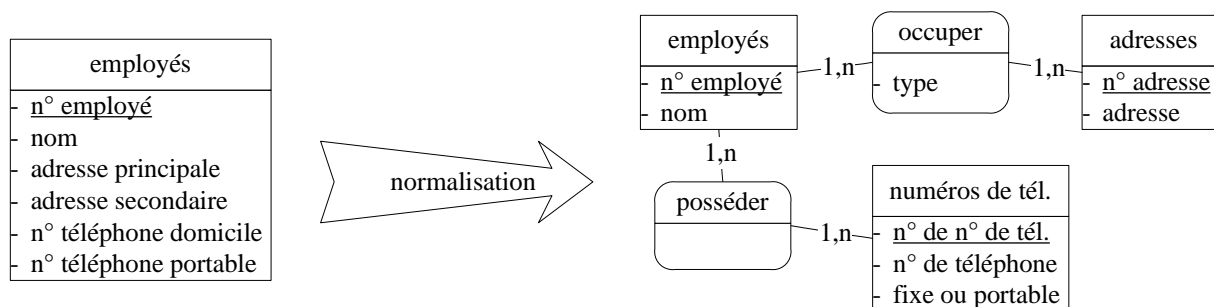 employés
- n° employé
- nom
- adresse principale
- adresse secondaire
- n° téléphone domicile
- n° téléphone portable
normalisation
employés
- n° employé
- nom
1,n
occuper
- type
1,n
adresses
- n° adresse
- adresse
1,n
posséder
1,n
numéros de tél.
- n° de n° de tél.
- n° de téléphone
- fixe ou portable